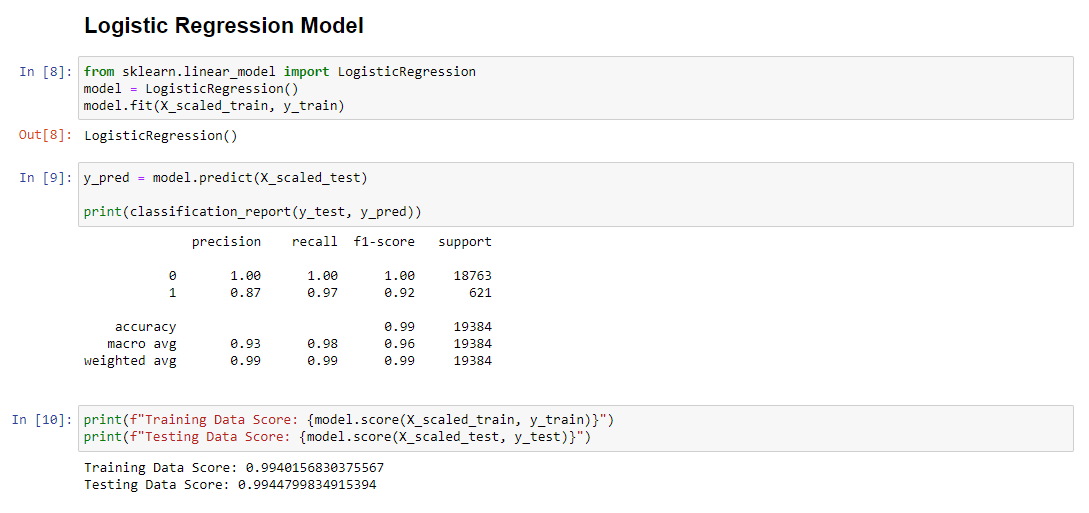 Logistic Regression Model
In [8]: from sklearn.linear_model import LogisticRegression
model = LogisticRegression()
model.fit(X_scaled_train, y_train)
Out[8]: LogisticRegression()
In [9]: y_pred = model.predict(X_scaled_test)
print(classification_report(y_test, y_pred))
precision recall f1-score support
0 1.00 1.00 1.00 18763
1 0.87 0.97 0.92 621
accuracy 0.99 19384
macro avg 0.93 0.98 0.96 19384
weighted avg 0.99 0.99 0.99 19384
In [10]: print(f"Training Data Score: {model.score(X_scaled_train, y_train)}")
print(f"Testing Data Score: {model.score(X_scaled_test, y_test)}")
Training Data Score: 0.9940156830375567
Testing Data Score: 0.9944799834915394